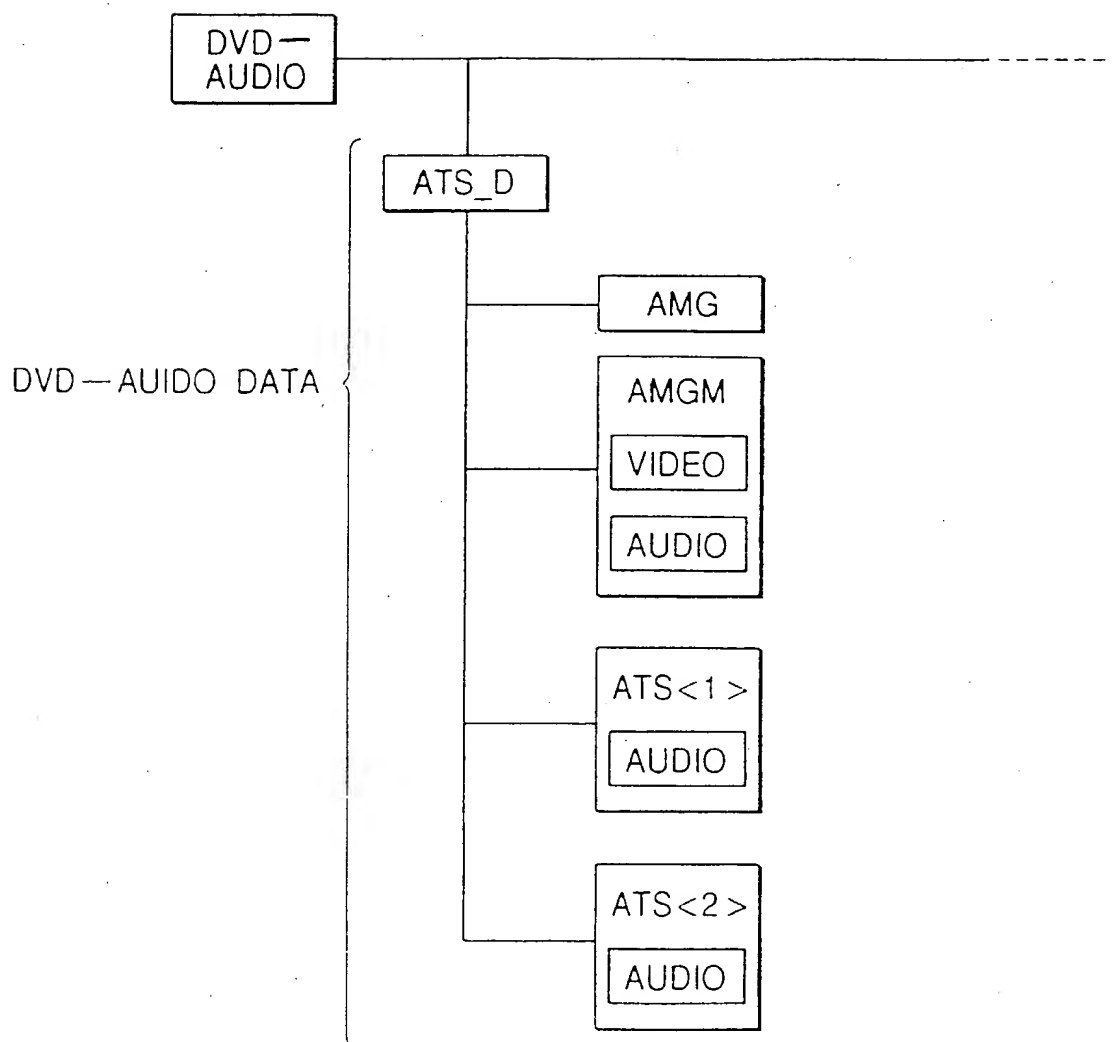 DVD—
AUDIO
ATS_D
AMG
DVD—AUIDO DATA
AMGM
VIDEO
AUDIO
ATS<1>
AUDIO
ATS<2>
AUDIO